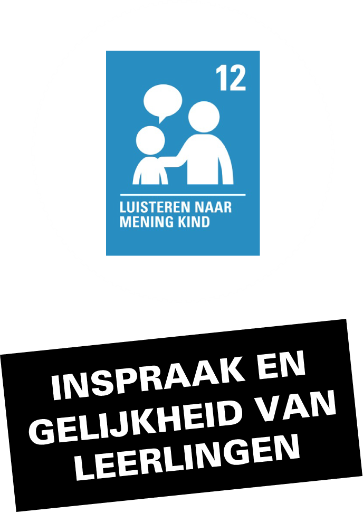 12
LUISTEREN NAAR
MENING KIND
INSPRAAK EN
GELIJKHEID VAN
LEERLINGEN